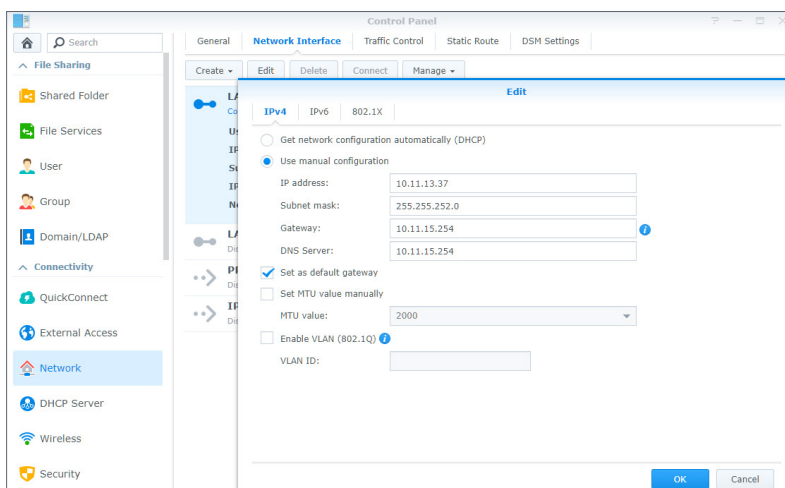 Control Panel
Search
General Network Interface Traffic Control Static Route DSM Settings
File Sharing
Shared Folder
File Services
User
Group
Domain/LDAP
Connectivity
QuickConnect
External Access
Network
DHCP Server
Wireless
Security
Create Edit Delete Connect Manage
Edit
IPv4 IPv6 802.1X
Get network configuration automatically (DHCP)
Use manual configuration
IP address: 10.11.13.37
Subnet mask: 255.255.252.0
Gateway: 10.11.15.254
DNS Server: 10.11.15.254
Set as default gateway
Set MTU value manually
MTU value: 2000
Enable VLAN (802.1Q)
VLAN ID:
OK Cancel